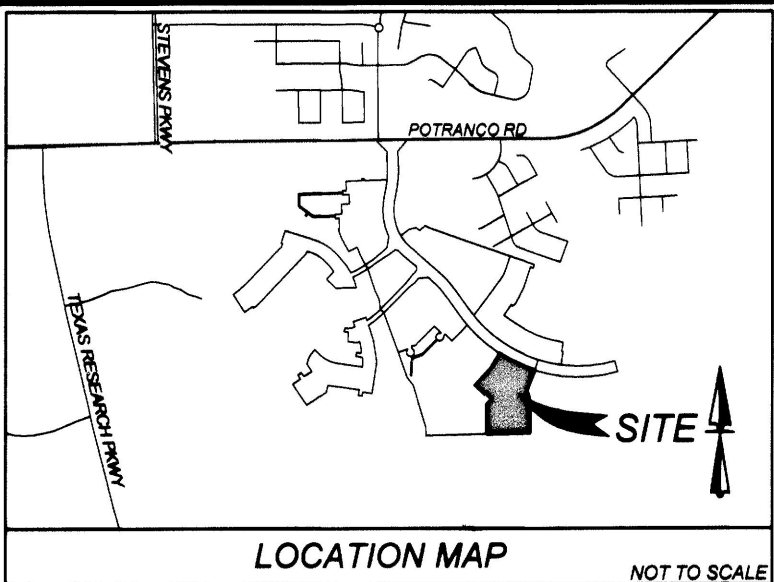 STEVENS PKWY
POTRANCO RD
TEXAS RESEARCH PKWY
SITE
LOCATION MAP
NOT TO SCALE